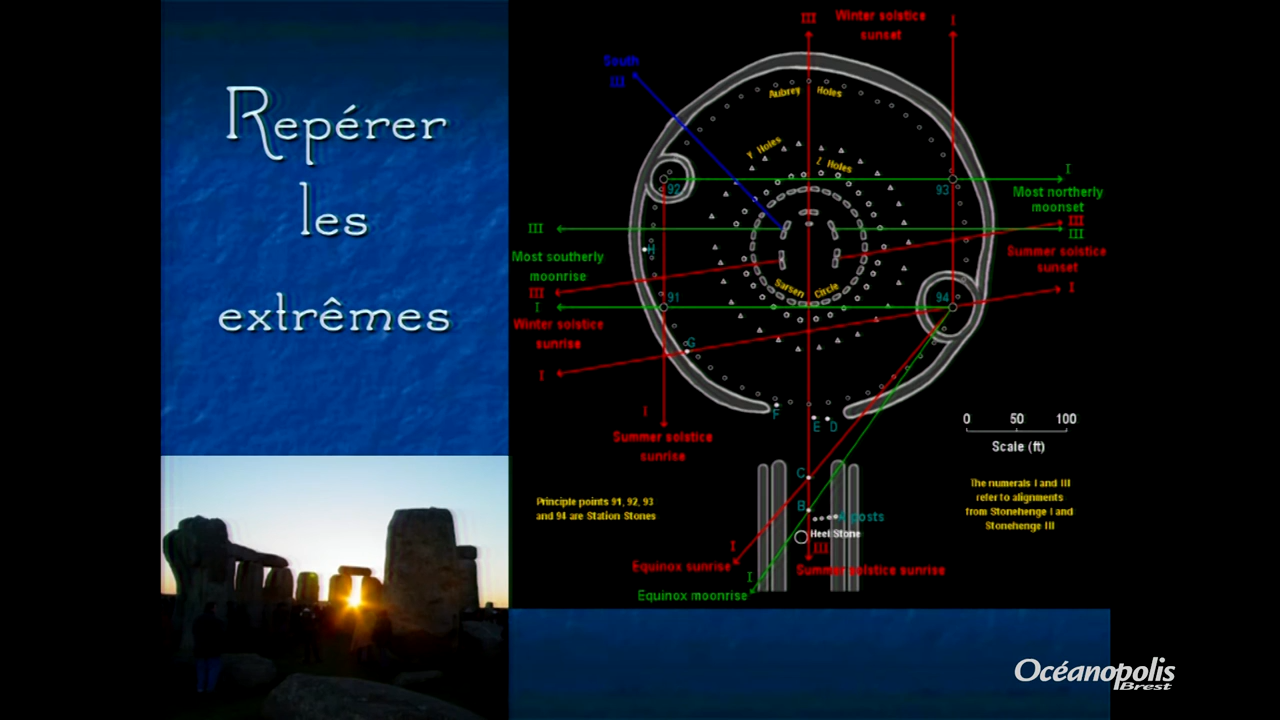 Repérer
les
extrêmes
III
Winter solstice
sunset
I
South
III
Aubrey Holes
Y Holes
Z Holes
92
93
I
Most northerly
moonset
III
III
III
Summer solstice
sunset
H
Most southerly
moonrise
III
I
Sarsen Circle
91
94
I
Winter solstice
sunrise
G
I
I
Summer solstice
sunrise
F
E D
0 50 100
Scale (ft)
C
B
posts
Heel Stone
Principle points 91, 92, 93
and 94 are Station Stones
The numerals I and III
refer to alignments
from Stonehenge I and
Stonehenge III
I
III
Equinox sunrise
Summer solstice sunrise
I
Equinox moonrise
Océanopolis
Brest